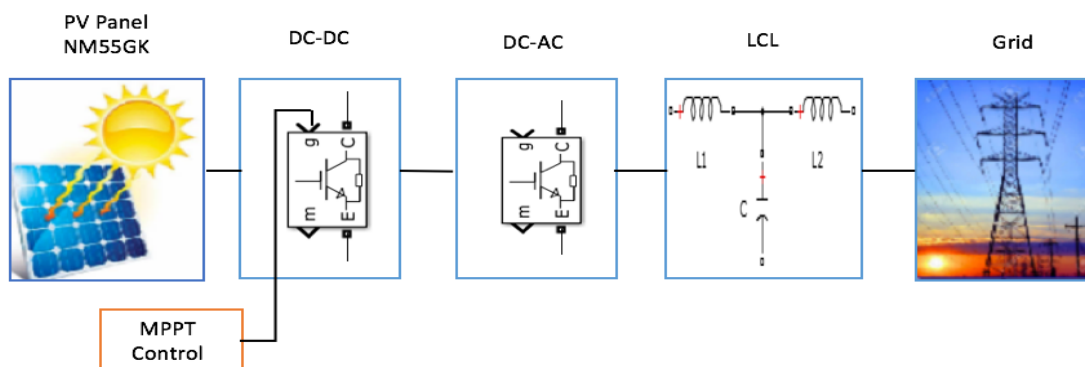 PV Panel
NM55GK
DC-DC
DC-AC
LCL
Grid
g
C
m
E
g
C
m
E
L1
L2
C
MPPT
Control